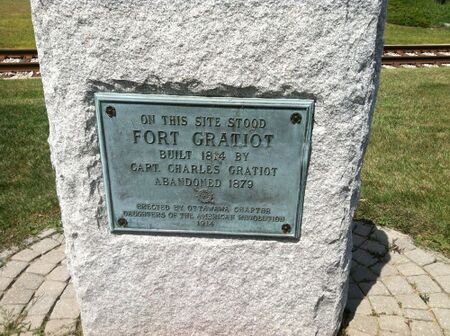 ON THIS SITE STOOD
FORT GRATIOT
BUILT 1814 BY
CAPT. CHARLES GRATIOT
ABANDONED 1879
ERECTED BY OTTAWAWA CHAPTER
DAUGHTERS OF THE AMERICAN REVOLUTION
1914